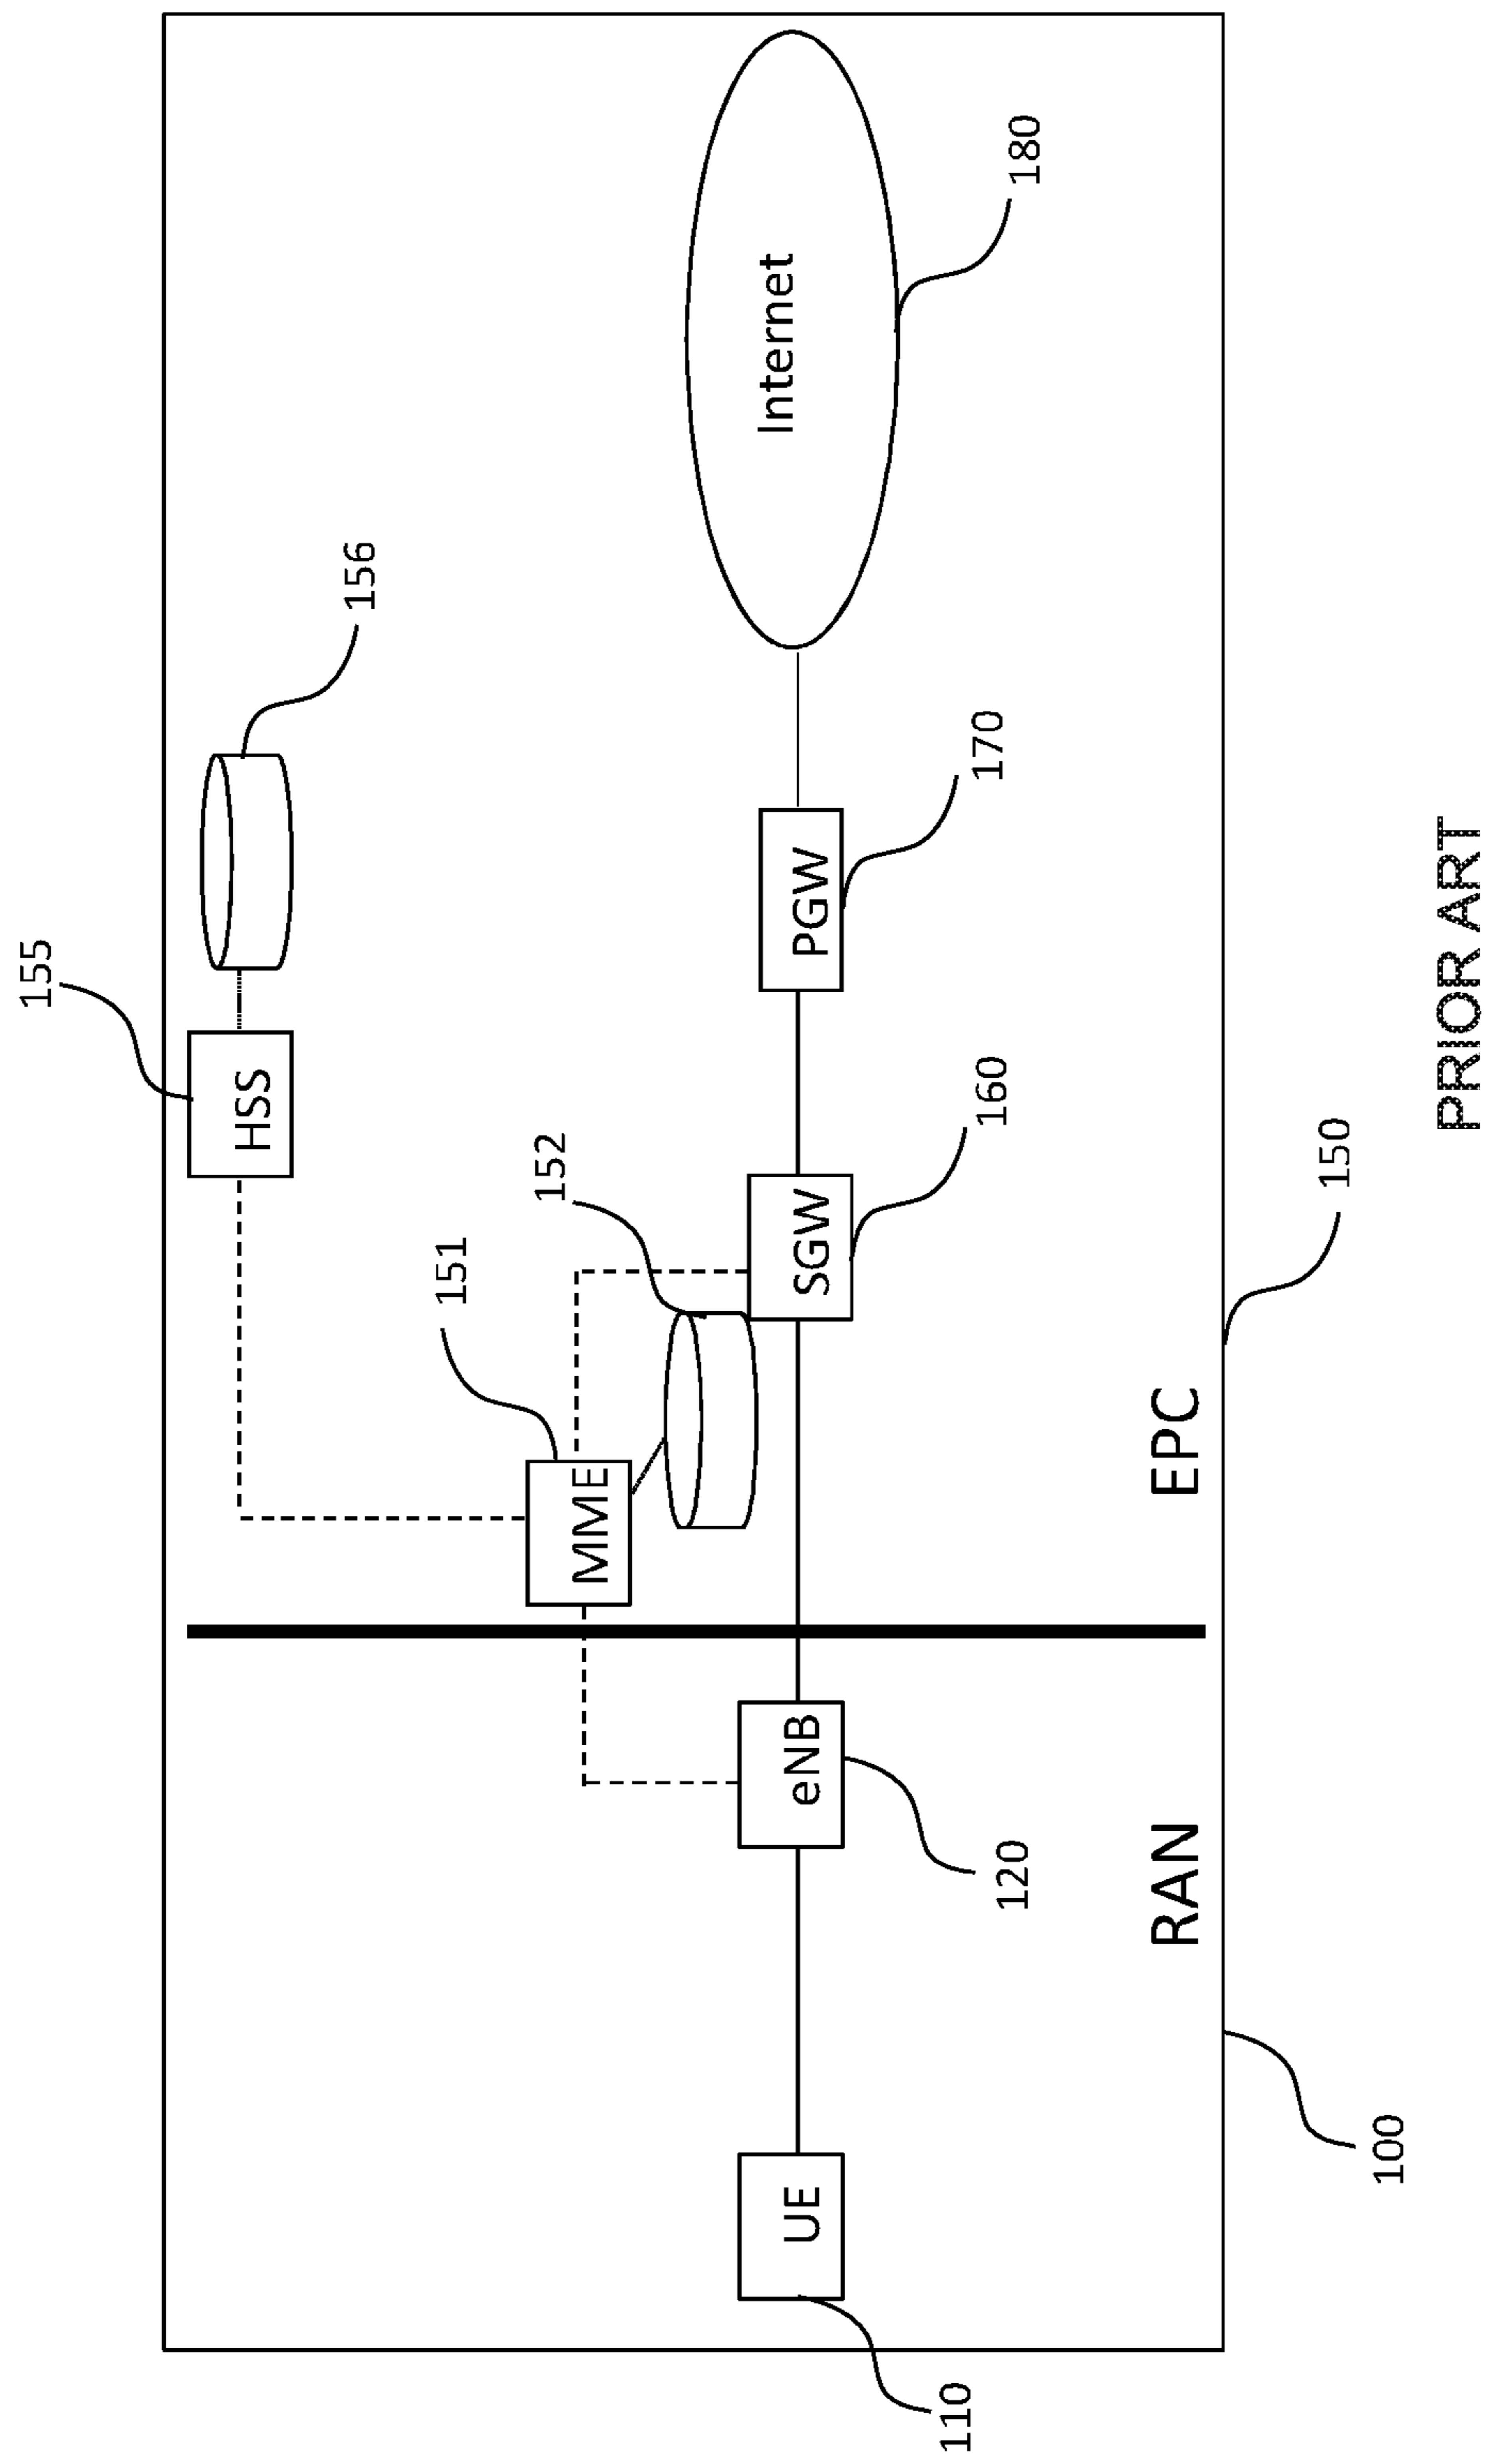 155
156
HSS
151
152
MME
UE
eNB
SGW
PGW
Internet
110
120
160
170
180
RAN
EPC
100
150
PRIOR ART